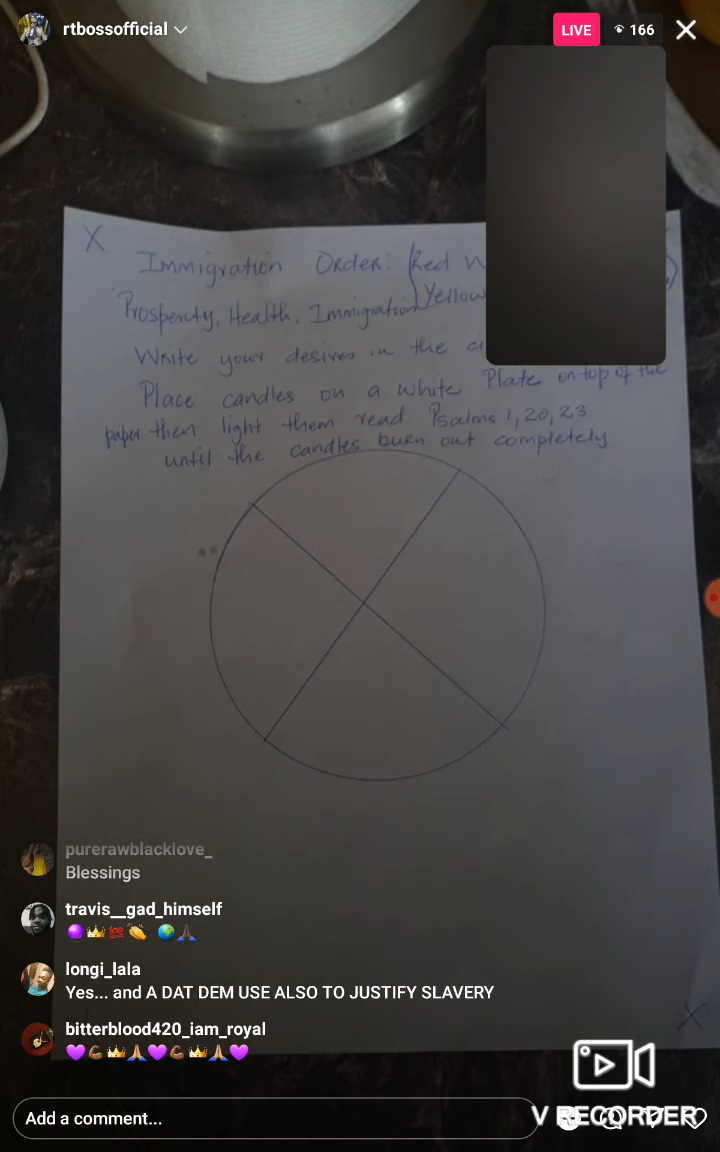 rtbossofficial
LIVE
166
X
Immigration Order: (Red
Prosperity, Health, Immigration Yellow
Write your desires in the
Place candles on a white Plate on top of the
paper then light them read Psalms 1, 20, 23
until the candles burn out completely
purerawblacklove_
Blessings
travis__gad_himself
🔮👑💯👏 🌍🙏🏿
longi_lala
Yes... and A DAT DEM USE ALSO TO JUSTIFY SLAVERY
bitterblood420_iam_royal
💜💪🏿👑🙏🏽💜💪🏿👑🙏🏽💜
X
Add a comment...
V RECORDER